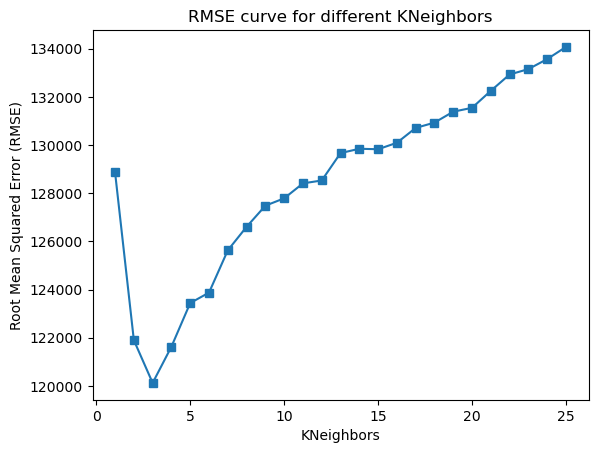 RMSE curve for different KNeighbors
Root Mean Squared Error (RMSE)
134000
132000
130000
128000
126000
124000
122000
120000
0 5 10 15 20 25
KNeighbors